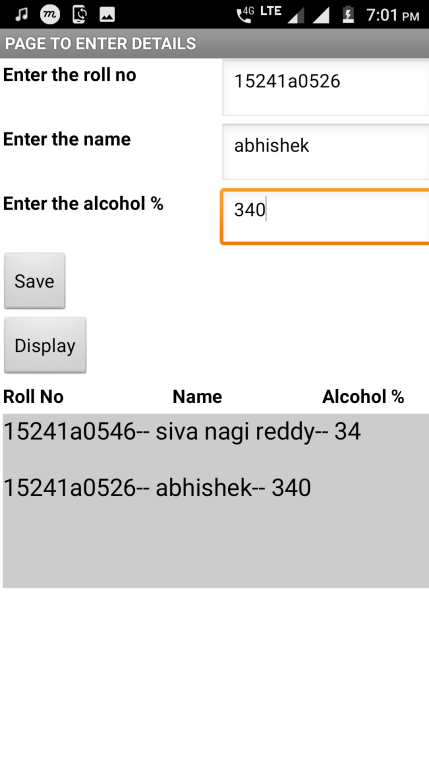 4G LTE 7:01 PM
PAGE TO ENTER DETAILS
Enter the roll no 15241a0526
Enter the name abhishek
Enter the alcohol % 340
Save
Display
Roll No Name Alcohol %
15241a0546-- siva nagi reddy-- 34
15241a0526-- abhishek-- 340